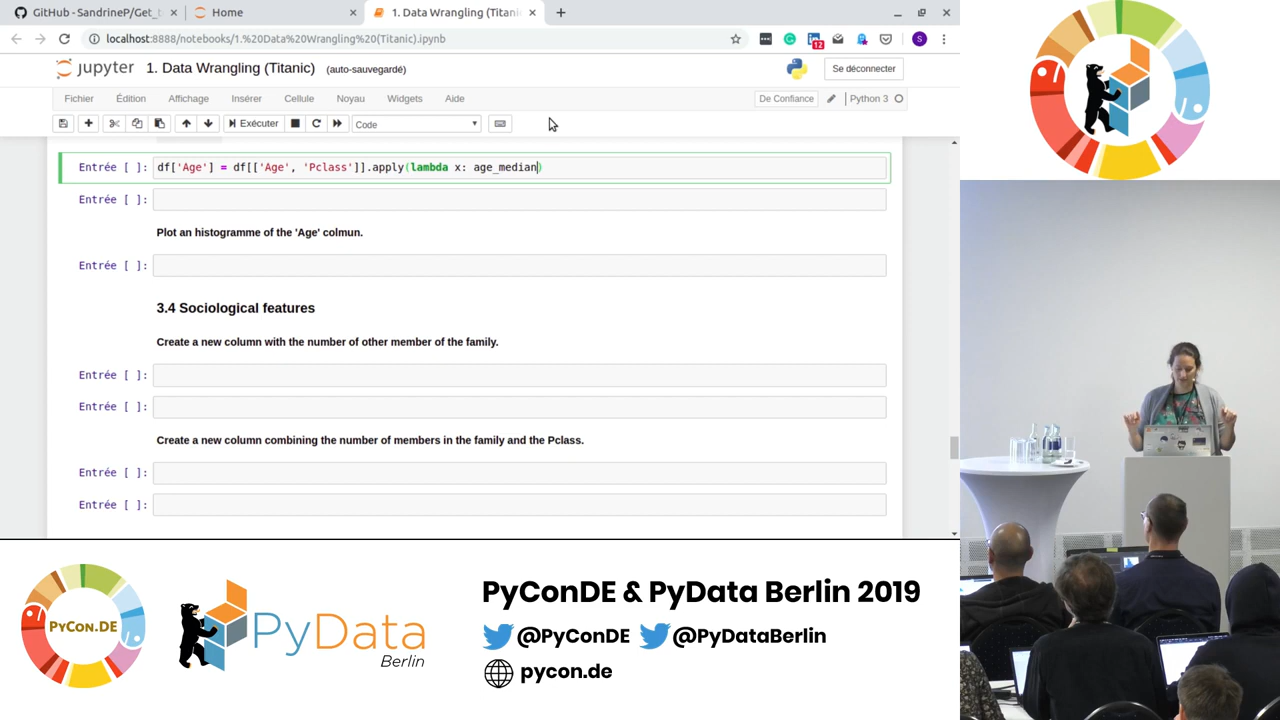 GitHub - SandrineP/Get_
Home
1. Data Wrangling (Titani
localhost:8888/notebooks/1.%20Data%20Wrangling%20(Titanic).ipynb
12
S
jupyter 1. Data Wrangling (Titanic) (auto-sauvegardé)
Se déconnecter
Fichier Édition Affichage Insérer Cellule Noyau Widgets Aide
De Confiance Python 3
Exécuter Code
Entrée [ ]: df['Age'] = df[['Age', 'Pclass']].apply(lambda x: age_median)
Entrée [ ]:
Plot an histogramme of the 'Age' colmun.
Entrée [ ]:
3.4 Sociological features
Create a new column with the number of other member of the family.
Entrée [ ]:
Entrée [ ]:
Create a new column combining the number of members in the family and the Pclass.
Entrée [ ]:
Entrée [ ]:
PyCon.DE
PyData
Berlin
PyConDE & PyData Berlin 2019
@PyConDE @PyDataBerlin
pycon.de